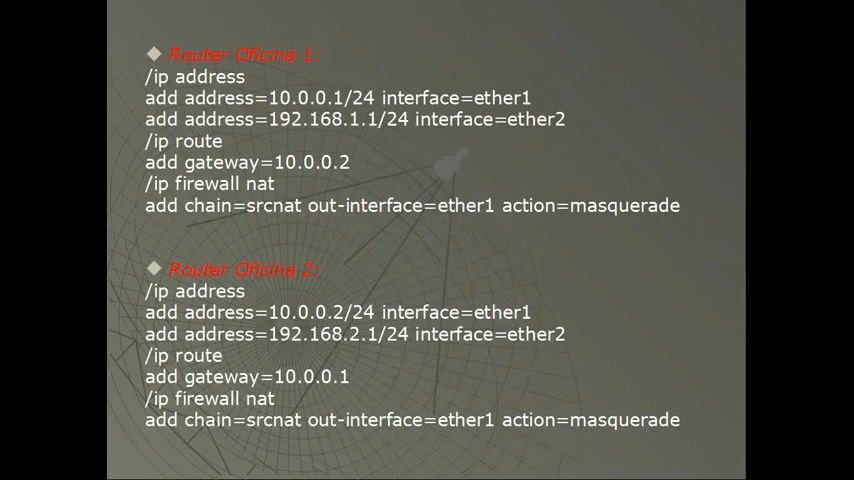 Router Oficina 1:
/ip address
add address=10.0.0.1/24 interface=ether1
add address=192.168.1.1/24 interface=ether2
/ip route
add gateway=10.0.0.2
/ip firewall nat
add chain=srcnat out-interface=ether1 action=masquerade
Router Oficina 2:
/ip address
add address=10.0.0.2/24 interface=ether1
add address=192.168.2.1/24 interface=ether2
/ip route
add gateway=10.0.0.1
/ip firewall nat
add chain=srcnat out-interface=ether1 action=masquerade